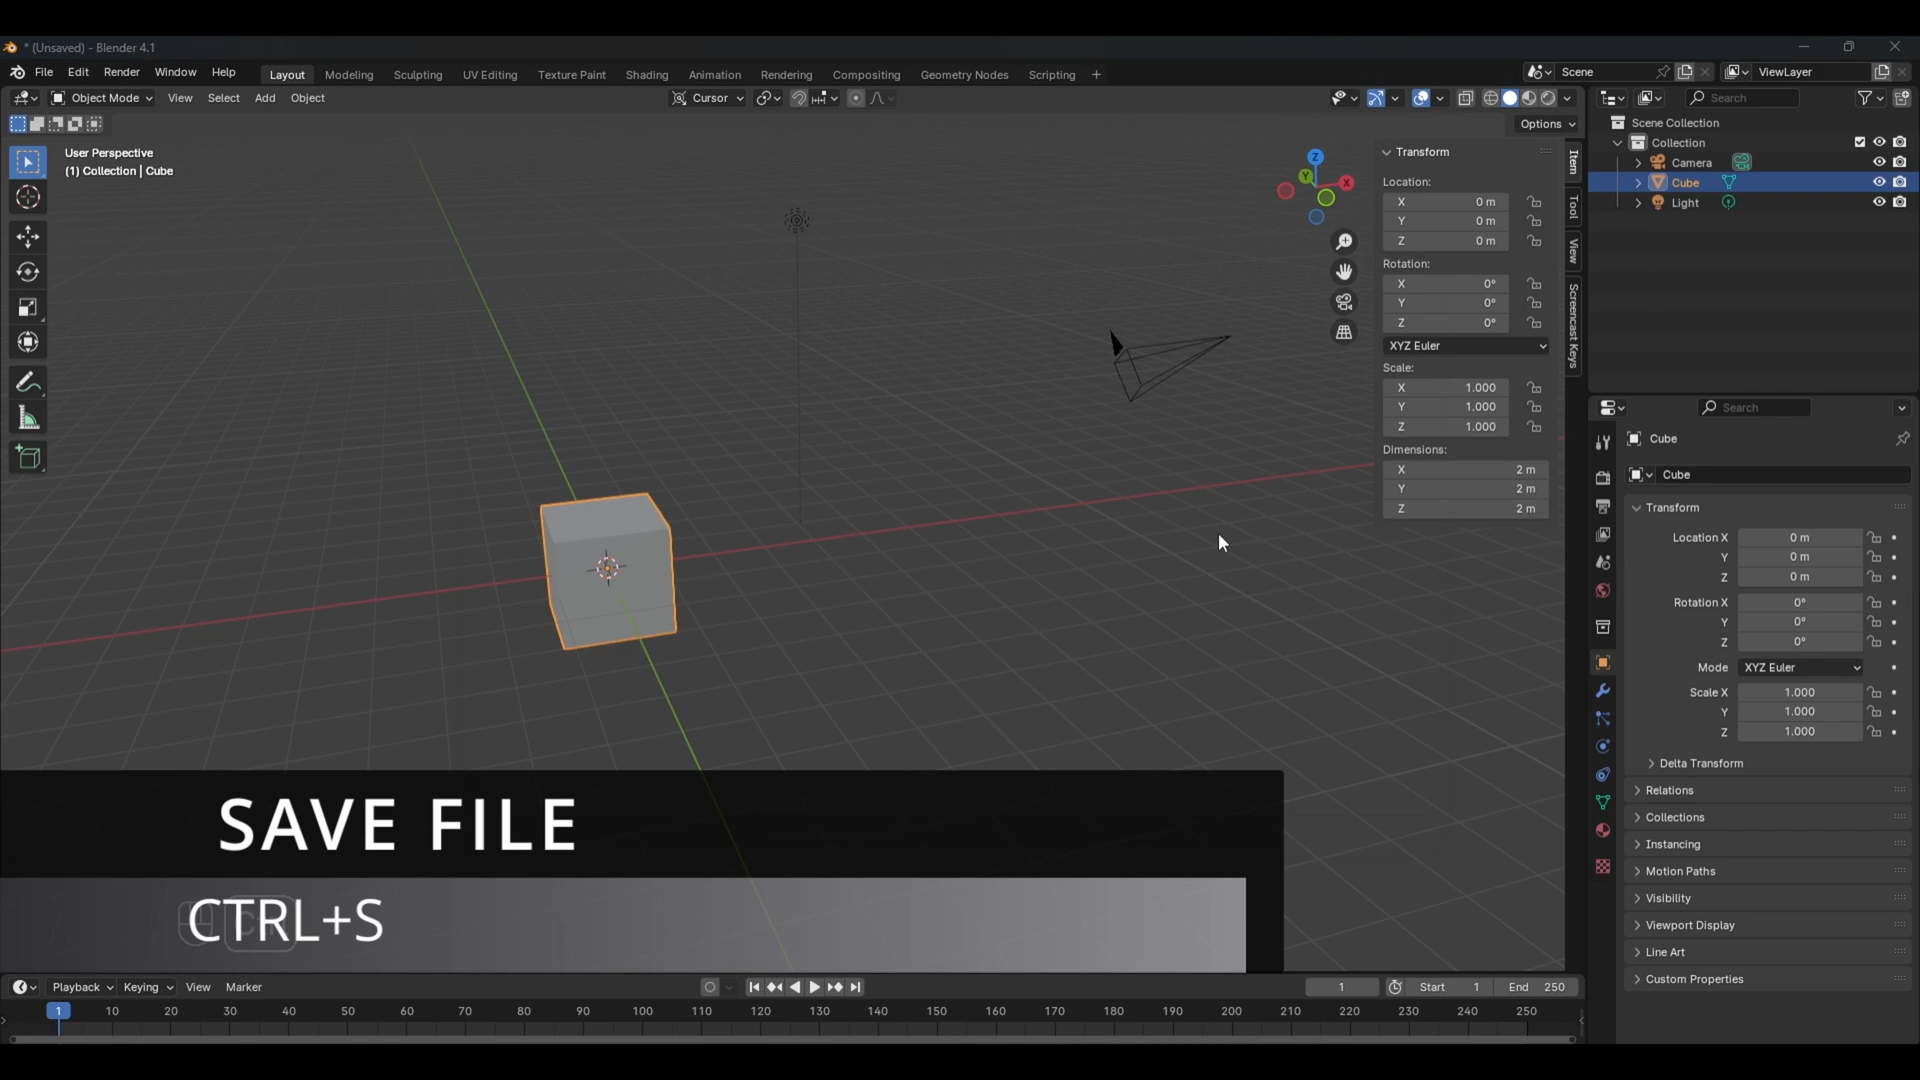 * (Unsaved) - Blender 4.1
File Edit Render Window Help Layout Modeling Sculpting UV Editing Texture Paint Shading Animation Rendering Compositing Geometry Nodes Scripting + Scene ViewLayer
Object Mode View Select Add Object Cursor Search
Options
User Perspective
(1) Collection | Cube
Z
Y
X
Transform
Location:
X 0 m
Y 0 m
Z 0 m
Rotation:
X 0°
Y 0°
Z 0°
XYZ Euler
Scale:
X 1.000
Y 1.000
Z 1.000
Dimensions:
X 2 m
Y 2 m
Z 2 m
Item
Tool
View
Screencast Keys
Scene Collection
Collection
Camera
Cube
Light
Search
Cube
Cube
Transform
Location X 0 m
Y 0 m
Z 0 m
Rotation X 0°
Y 0°
Z 0°
Mode XYZ Euler
Scale X 1.000
Y 1.000
Z 1.000
Delta Transform
Relations
Collections
Instancing
Motion Paths
Visibility
Viewport Display
Line Art
Custom Properties
SAVE FILE
CTRL+S
Playback Keying View Marker 1 Start 1 End 250
1 10 20 30 40 50 60 70 80 90 100 110 120 130 140 150 160 170 180 190 200 210 220 230 240 250